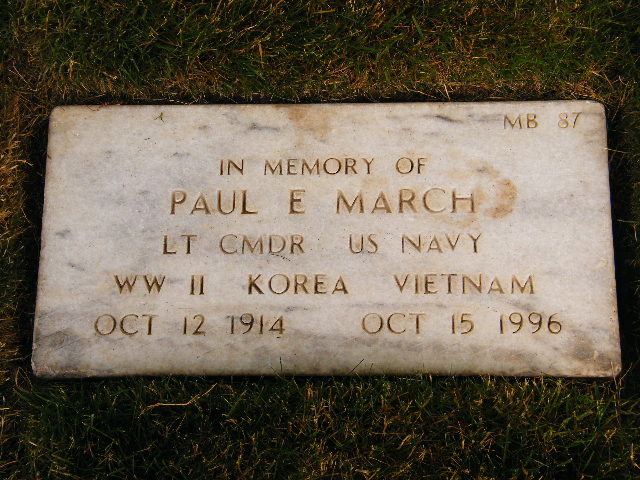 MB 87
IN MEMORY OF
PAUL E MARCH
LT CMDR US NAVY
WW II KOREA VIETNAM
OCT 12 1914 OCT 15 1996